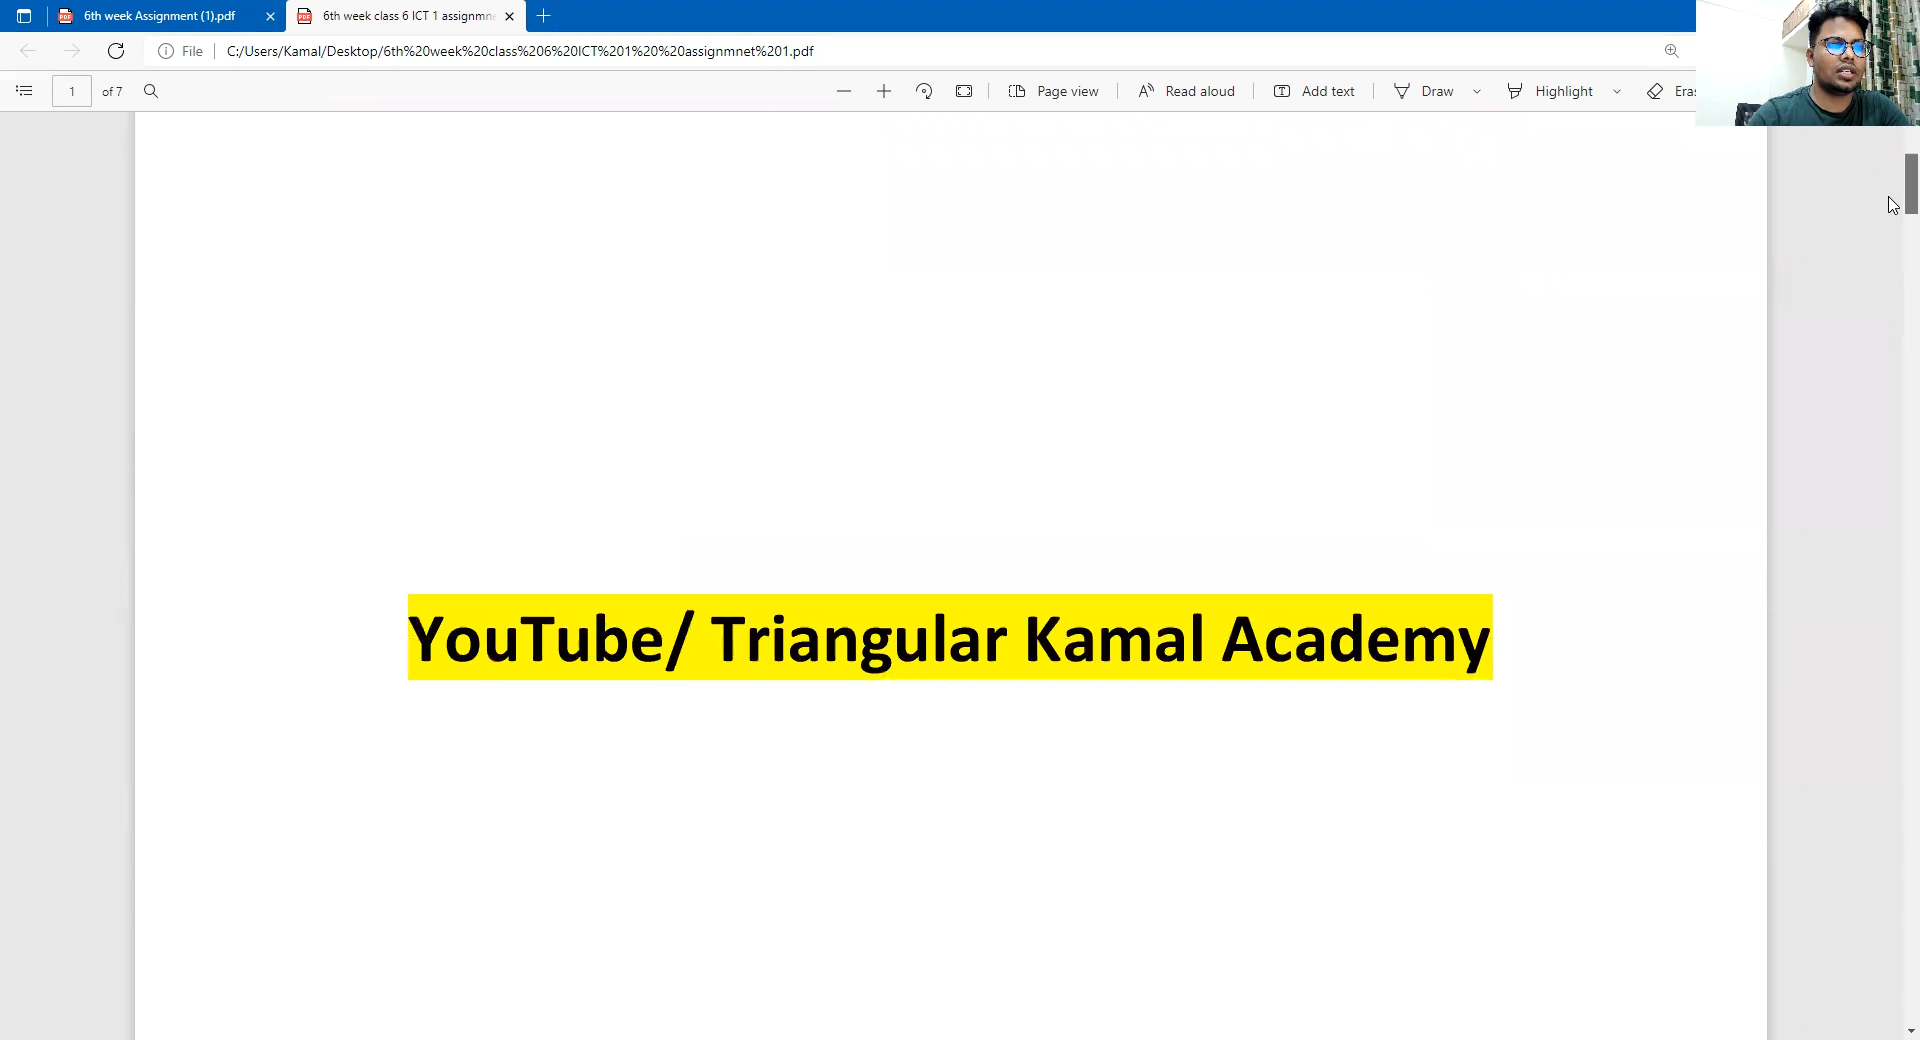 6th week Assignment (1).pdf
6th week class 6 ICT 1 assignmne
File
C:/Users/Kamal/Desktop/6th%20week%20class%206%20ICT%201%20%20assignmnet%201.pdf
1 of 7
Page view
Read aloud
Add text
Draw
Highlight
Eras
YouTube/ Triangular Kamal Academy